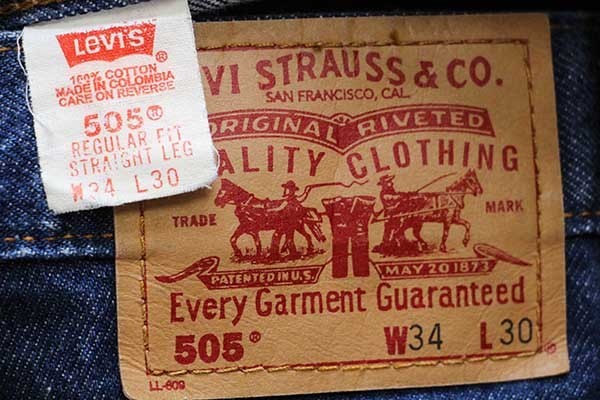 LEVI'S ®
100% COTTON
MADE IN COLOMBIA
CARE ON REVERSE
505®
REGULAR FIT
STRAIGHT LEG
W34 L30
VI STRAUSS & CO.
SAN FRANCISCO, CAL.
ORIGINAL RIVETED
ALITY CLOTHING
TRADE MARK
PATENTED IN U.S. MAY 20 1873
Every Garment Guaranteed
505® W34 L30
LL-609